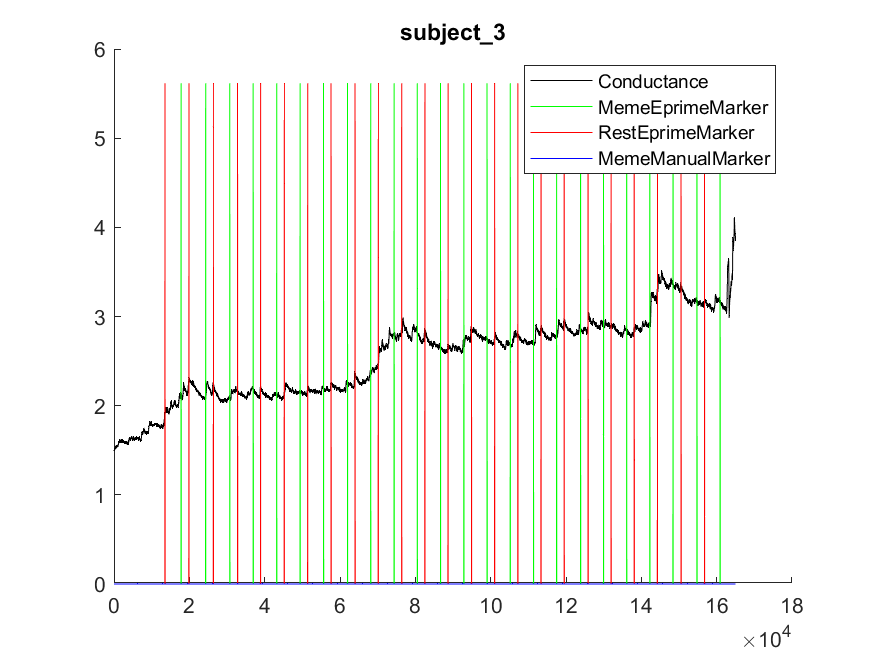 subject_3
6
5
4
3
2
1
0
Conductance
MemeEprimeMarker
RestEprimeMarker
MemeManualMarker
0 2 4 6 8 10 12 14 16 18
×10^4